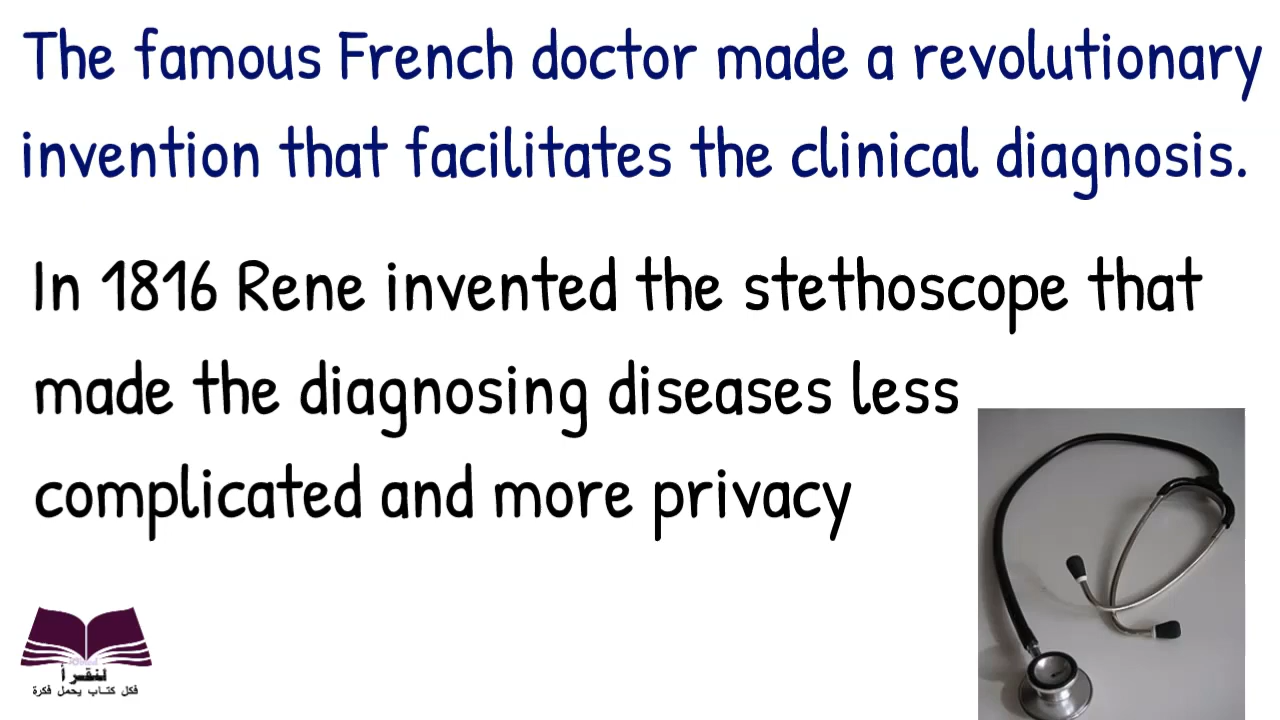 The famous French doctor made a revolutionary
invention that facilitates the clinical diagnosis.
In 1816 Rene invented the stethoscope that
made the diagnosing diseases less
complicated and more privacy
لنقرأ
فكل كتاب يحمل فكرة